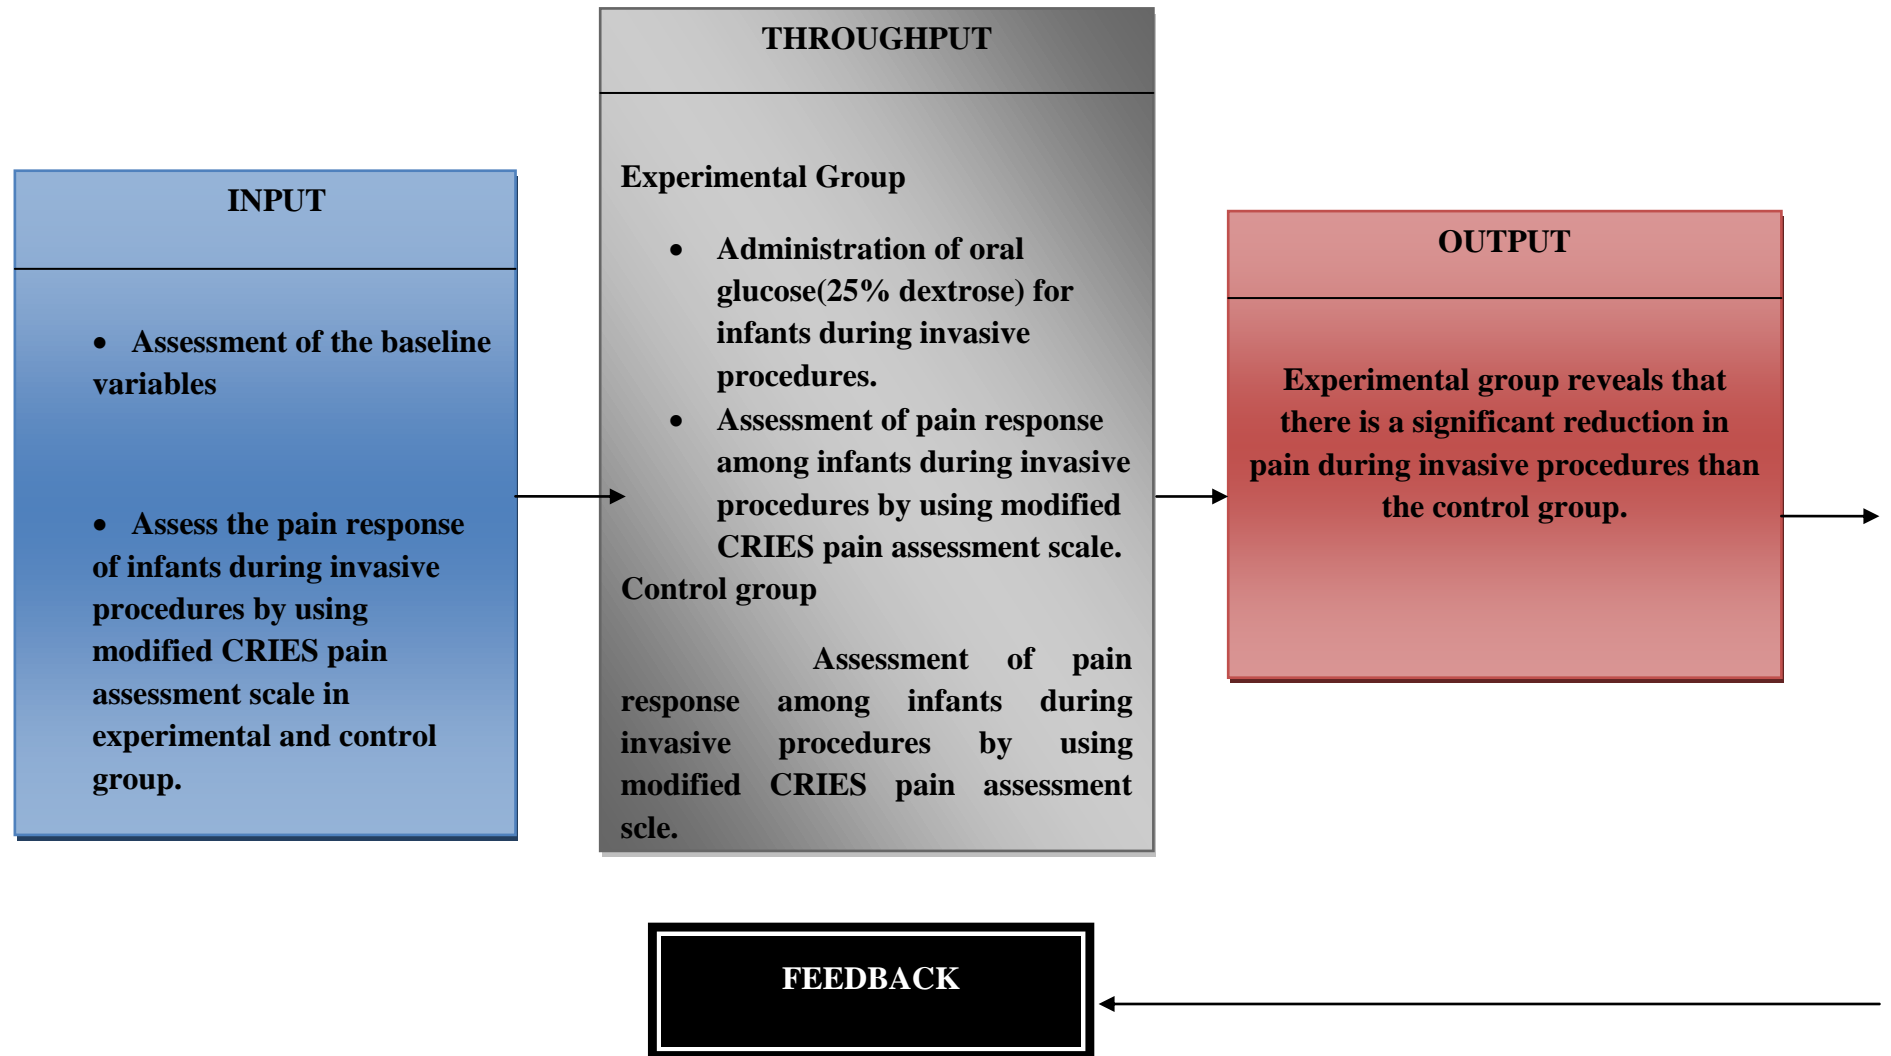 INPUT
• Assessment of the baseline
variables
• Assess the pain response
of infants during invasive
procedures by using
modified CRIES pain
assessment scale in
experimental and control
group.
THROUGHPUT
Experimental Group
• Administration of oral
glucose(25% dextrose) for
infants during invasive
procedures.
• Assessment of pain response
among infants during invasive
procedures by using modified
CRIES pain assessment scale.
Control group
Assessment of pain
response among infants during
invasive procedures by using
modified CRIES pain assessment
scle.
OUTPUT
Experimental group reveals that
there is a significant reduction in
pain during invasive procedures than
the control group.
FEEDBACK